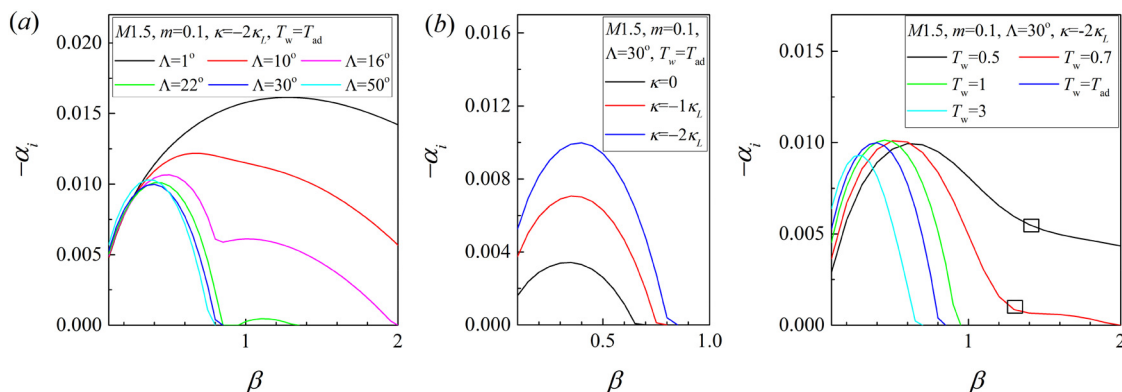 (a)
M1.5, m=0.1, κ=−2κL, Tw=Tad
Λ=1° Λ=10° Λ=16°
Λ=22° Λ=30° Λ=50°
0.020
0.015
0.010
0.005
0.000
−αi
1 2
β
(b)
M1.5, m=0.1,
Λ=30°, Tw=Tad
κ=0
κ=−1κL
κ=−2κL
0.016
0.012
0.008
0.004
0.000
−αi
0.5 1.0
β
M1.5, m=0.1, Λ=30°, κ=-2κL
Tw=0.5 Tw=0.7
Tw=1 Tw=Tad
Tw=3
0.015
0.010
0.005
0.000
−αi
1 2
β